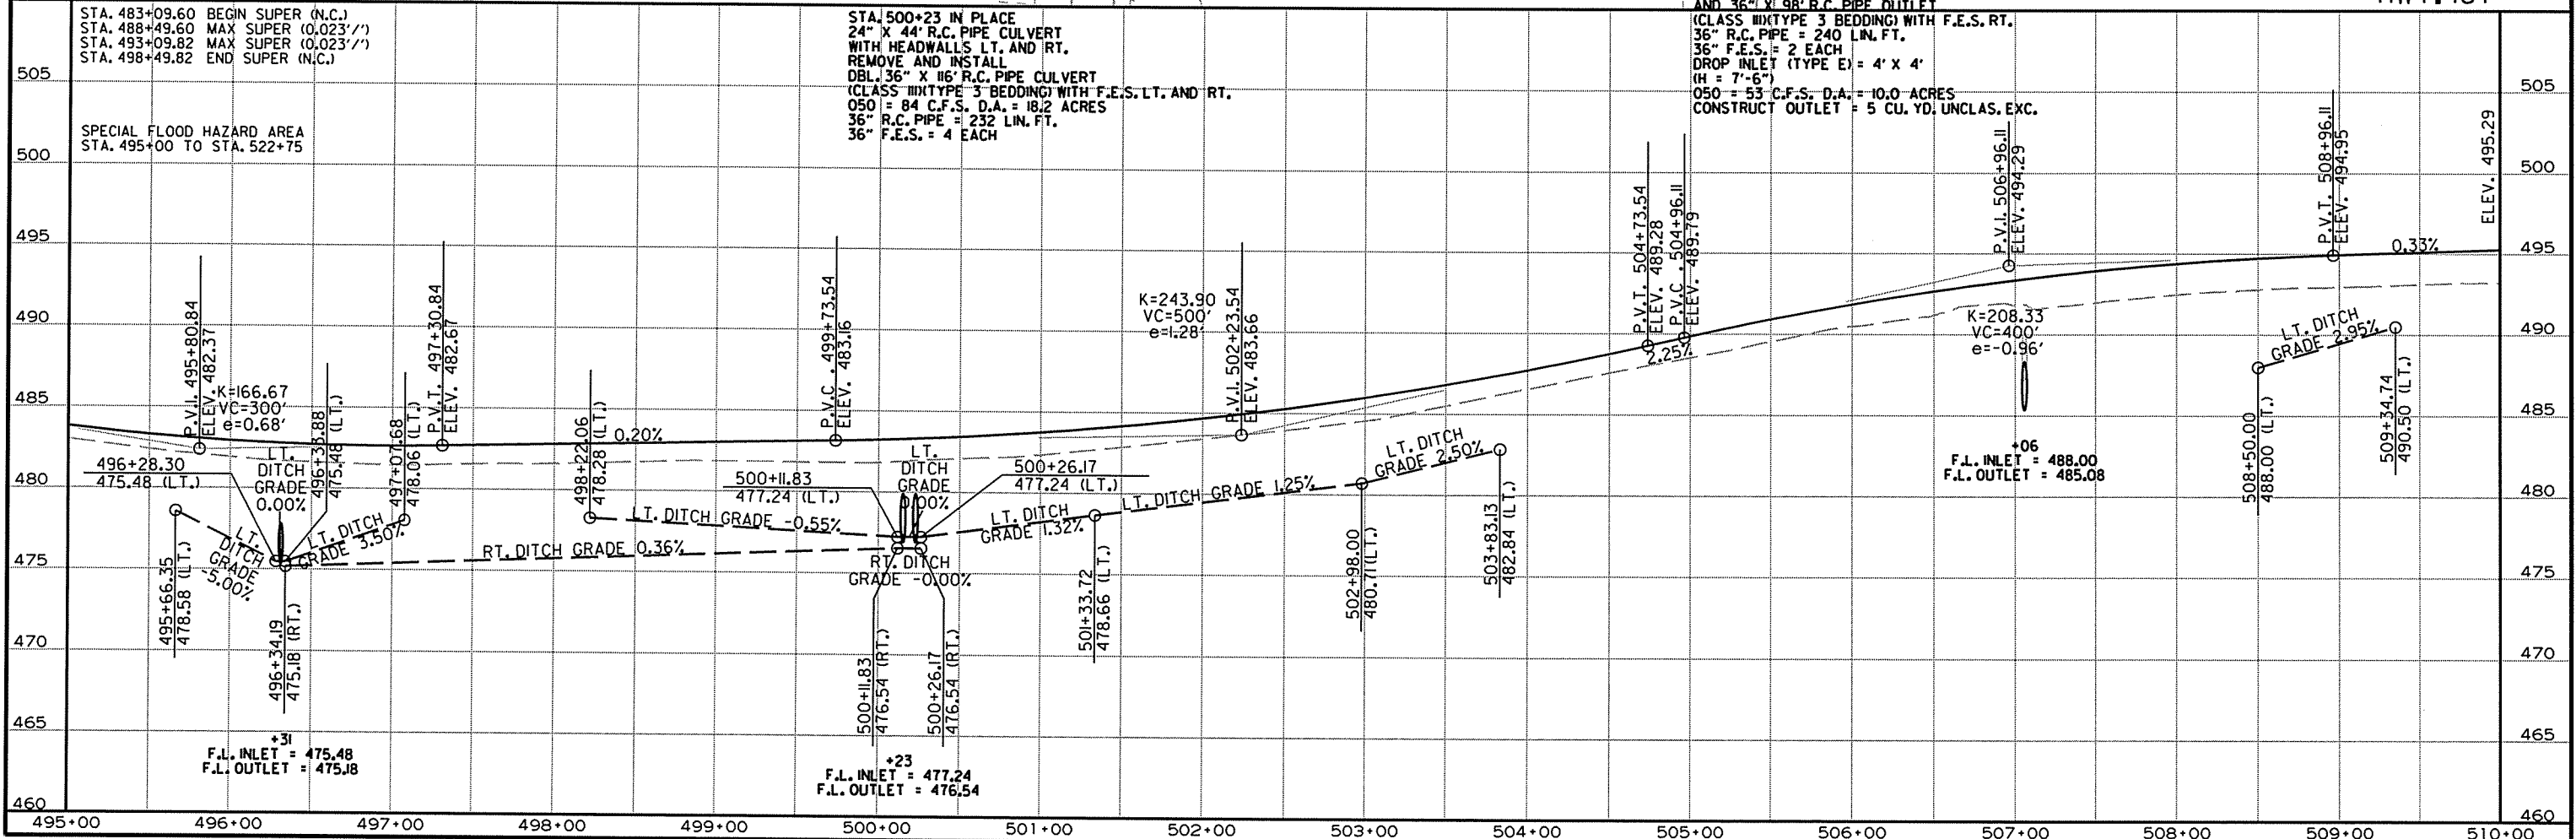 STA. 483+09.60 BEGIN SUPER (N.C.)
STA. 488+49.60 MAX SUPER (0.023'/')
STA. 493+09.82 MAX SUPER (0.023'/')
STA. 498+49.82 END SUPER (N.C.)
SPECIAL FLOOD HAZARD AREA
STA. 495+00 TO STA. 522+75
STA. 500+23 IN PLACE
24" X 44' R.C. PIPE CULVERT
WITH HEADWALLS LT. AND RT.
REMOVE AND INSTALL
DBL. 36" X 116' R.C. PIPE CULVERT
(CLASS III)(TYPE 3 BEDDING) WITH F.E.S. LT. AND RT.
Q50 = 84 C.F.S. D.A. = 18.2 ACRES
36" R.C. PIPE = 232 LIN. FT.
36" F.E.S. = 4 EACH
AND 36" X 98' R.C. PIPE OUTLET
(CLASS III)(TYPE 3 BEDDING) WITH F.E.S. RT.
36" R.C. PIPE = 240 LIN. FT.
36" F.E.S. = 2 EACH
DROP INLET (TYPE E) = 4' X 4'
(H = 7'-6")
Q50 = 53 C.F.S. D.A. = 10.0 ACRES
CONSTRUCT OUTLET = 5 CU. YD. UNCLAS. EXC.
505
500
495
490
485
480
475
470
465
460
P.V.I. 495+80.84
ELEV. 482.37
K=166.67
VC=300'
e=0.68'
496+33.88
475.48 (LT.)
497+07.68
478.06 (LT.)
P.V.T. 497+30.84
ELEV. 482.67
498+22.06
478.28 (LT.)
0.20%
P.V.C. 499+73.54
ELEV. 483.16
K=243.90
VC=500'
e=1.28'
P.V.I. 502+23.54
ELEV. 483.66
P.V.T. 504+73.54
ELEV. 489.28
P.V.C. 504+96.11
ELEV. 489.79
2.25%
P.V.I. 506+96.11
ELEV. 494.29
K=208.33
VC=400'
e=-0.96'
P.V.T. 508+96.11
ELEV. 494.95
0.33%
ELEV. 495.29
496+28.30
475.48 (LT.)
LT.
DITCH
GRADE
0.00%
495+66.35
478.58 (LT.)
LT.
DITCH
GRADE
-5.00%
LT. DITCH
GRADE 3.50%
496+34.19
475.18 (RT.)
LT. DITCH GRADE -0.55%
RT. DITCH GRADE 0.36%
500+11.83
477.24 (LT.)
LT.
DITCH
GRADE
500+26.17
477.24 (LT.)
RT. DITCH
GRADE -0.00%
500+11.83
476.54 (RT.)
500+26.17
476.54 (RT.)
LT. DITCH
GRADE 1.32%
501+33.72
478.66 (LT.)
LT. DITCH GRADE 1.25%
502+98.00
480.71 (LT.)
LT. DITCH
GRADE 2.50%
503+83.13
482.84 (LT.)
+06
F.L. INLET = 488.00
F.L. OUTLET = 485.08
LT. DITCH
GRADE 2.95%
508+50.00
488.00 (LT.)
509+34.74
490.50 (LT.)
+31
F.L. INLET = 475.48
F.L. OUTLET = 475.18
+23
F.L. INLET = 477.24
F.L. OUTLET = 476.54
505
500
495
490
485
480
475
470
465
460
495+00 496+00 497+00 498+00 499+00 500+00 501+00 502+00 503+00 504+00 505+00 506+00 507+00 508+00 509+00 510+00